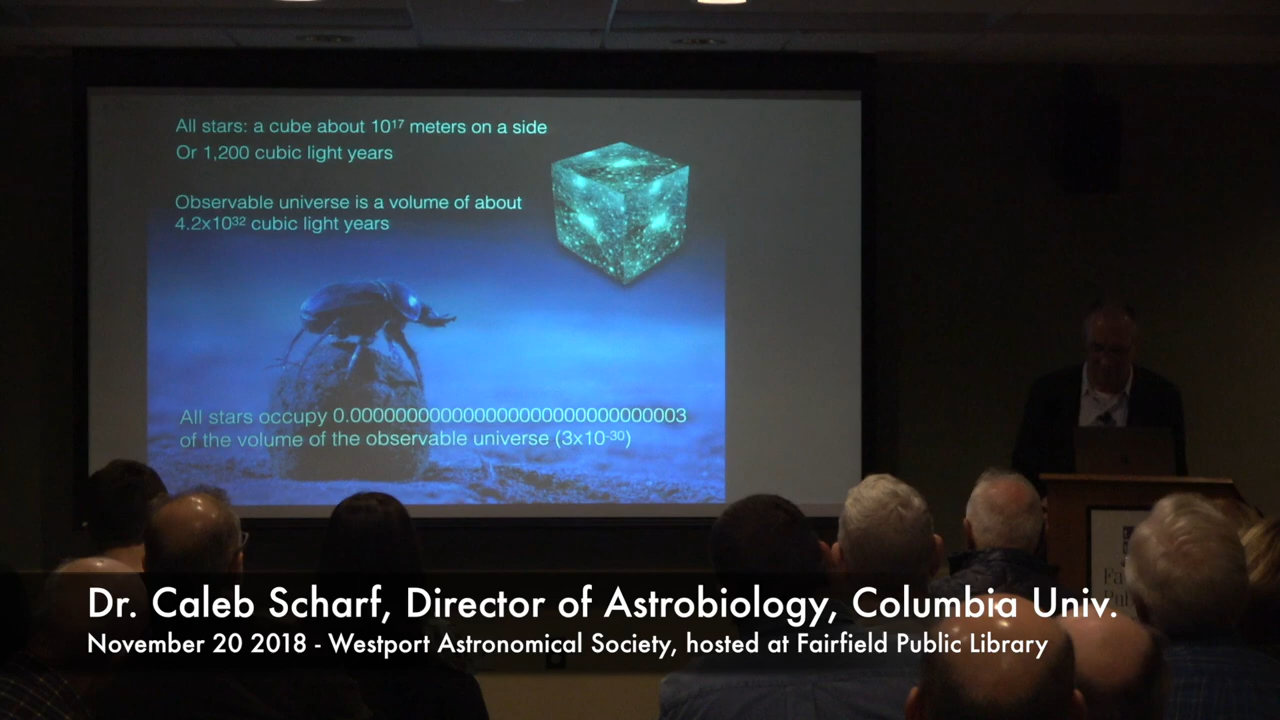 All stars: a cube about 10¹⁷ meters on a side
Or 1,200 cubic light years
Observable universe is a volume of about
4.2x10³² cubic light years
All stars occupy 0.000000000000000000000000000003
of the volume of the observable universe (3x10⁻³⁰)
Dr. Caleb Scharf, Director of Astrobiology, Columbia Univ.
November 20 2018 - Westport Astronomical Society, hosted at Fairfield Public Library